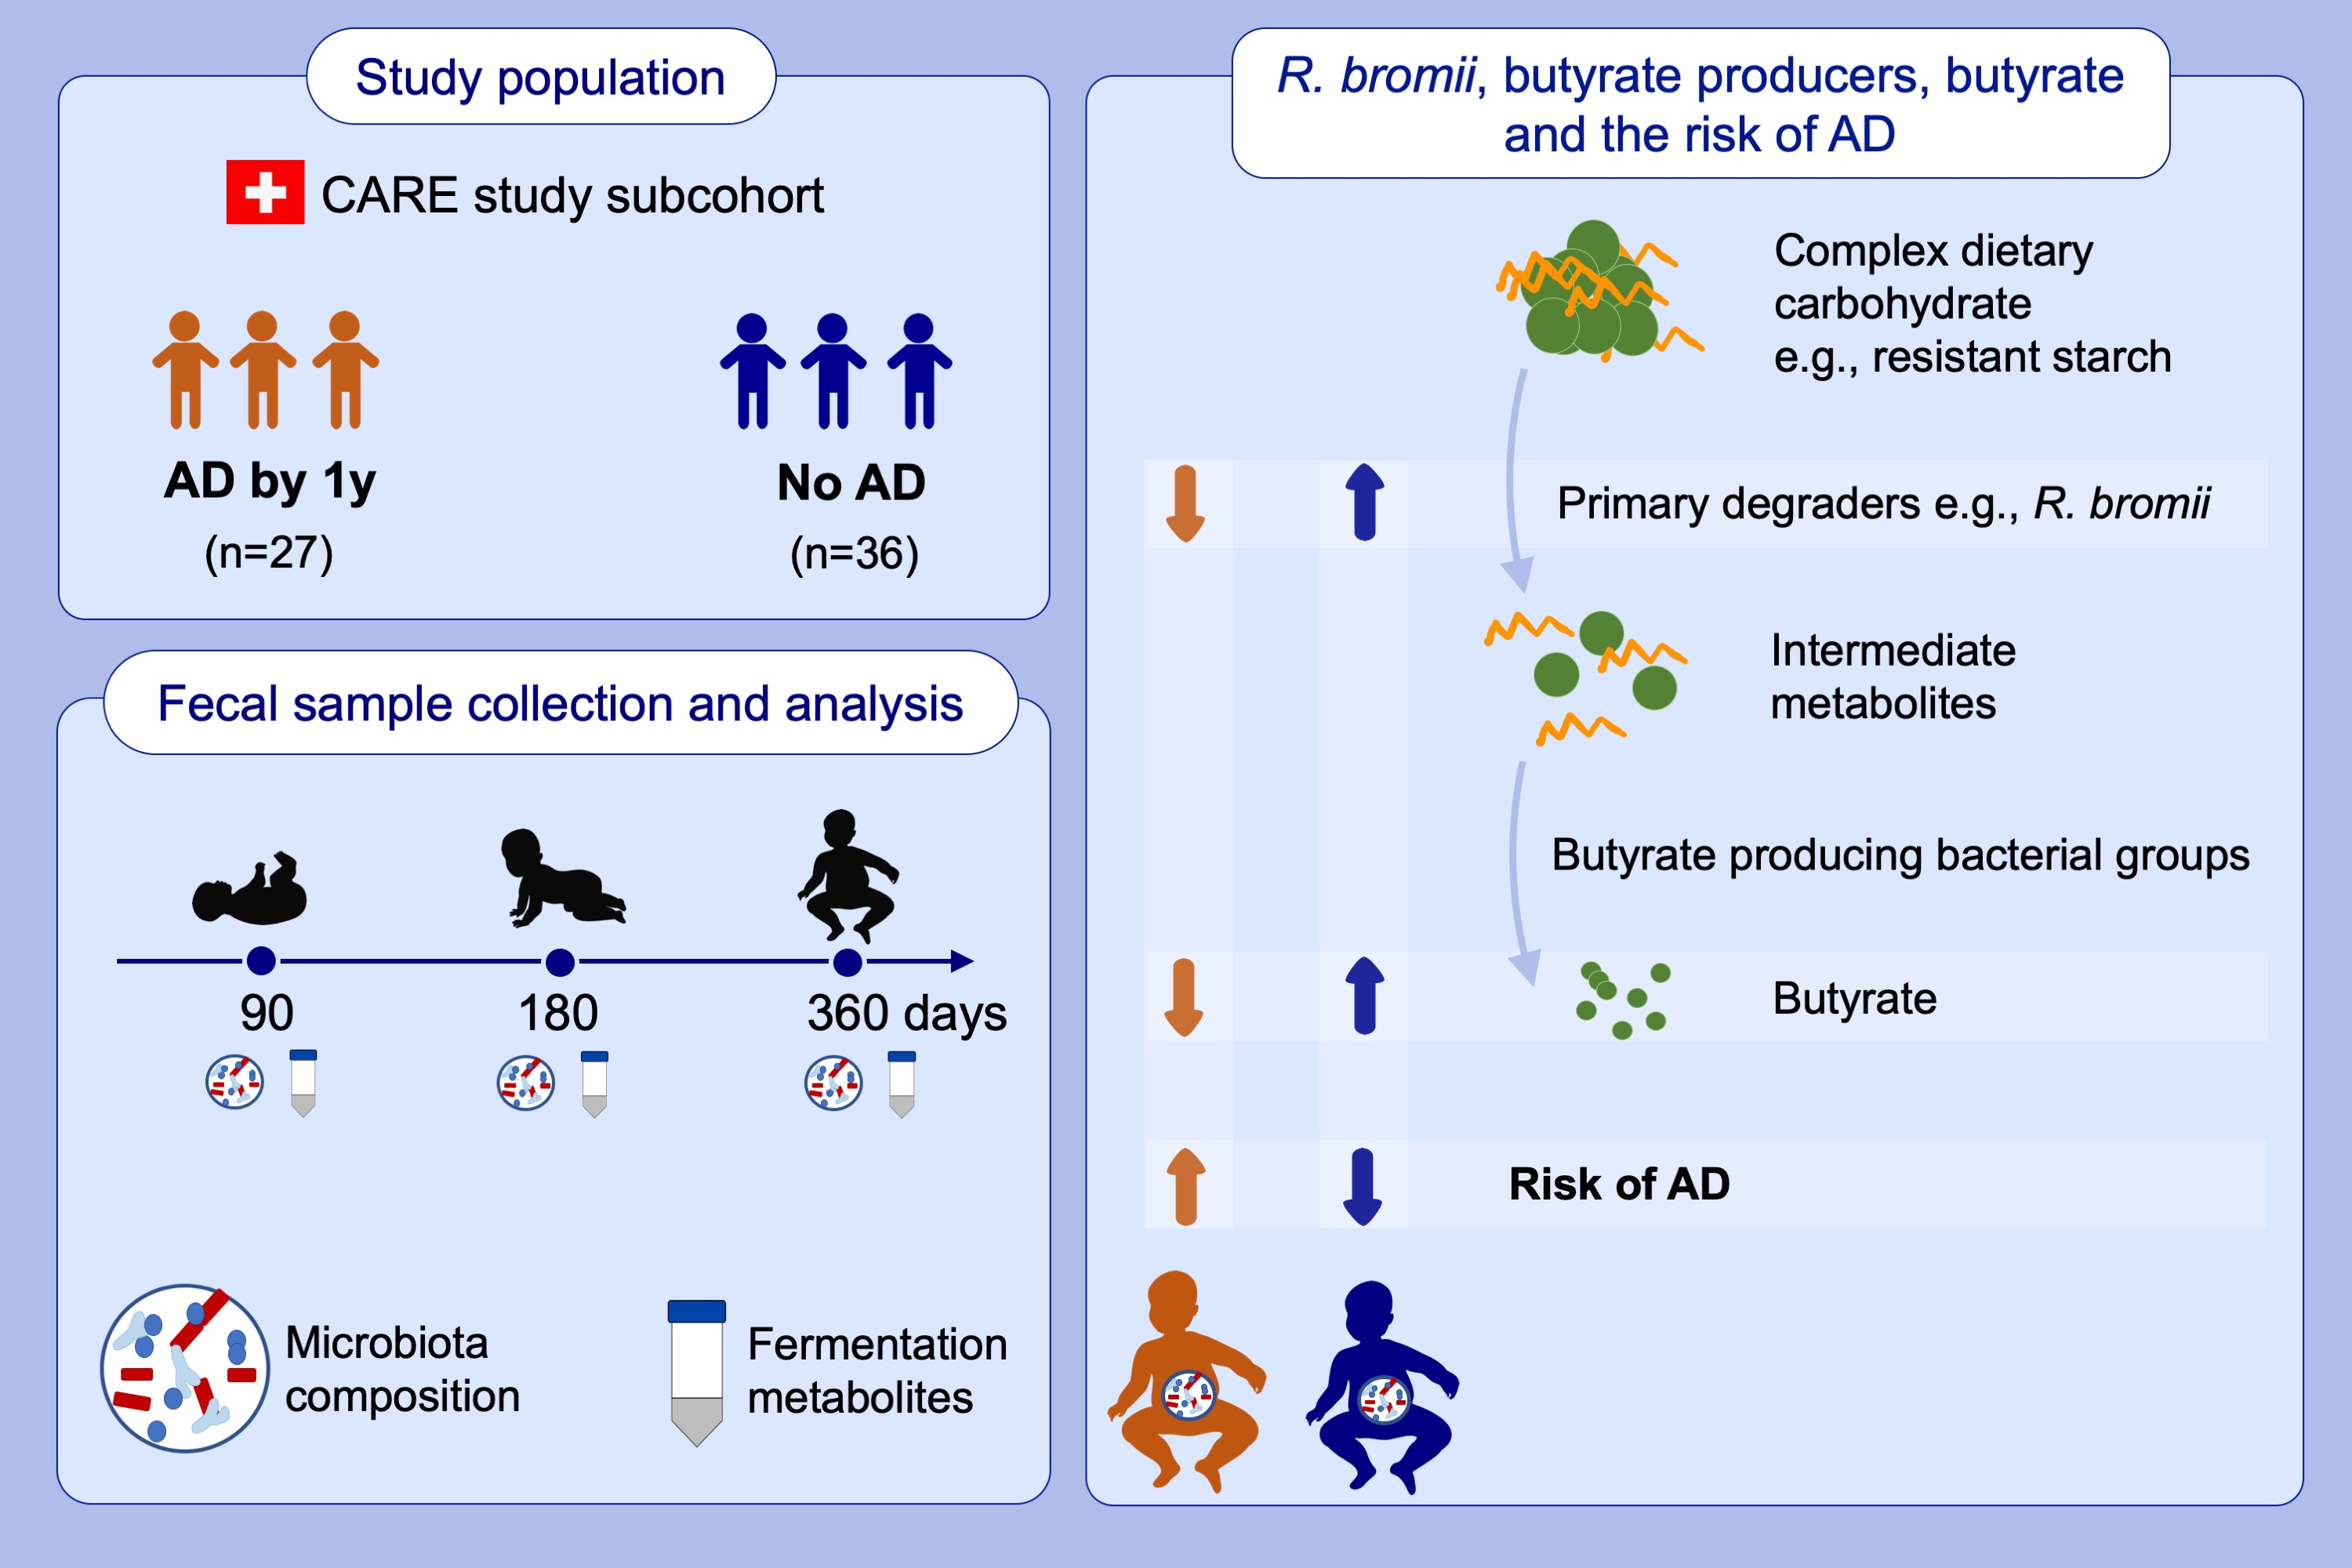 Study population
CARE study subcohort
AD by 1y
(n=27)
No AD
(n=36)
Fecal sample collection and analysis
90
180
360 days
Microbiota
composition
Fermentation
metabolites
R. bromii, butyrate producers, butyrate
and the risk of AD
Complex dietary
carbohydrate
e.g., resistant starch
Primary degraders e.g., R. bromii
Intermediate
metabolites
Butyrate producing bacterial groups
Butyrate
Risk of AD